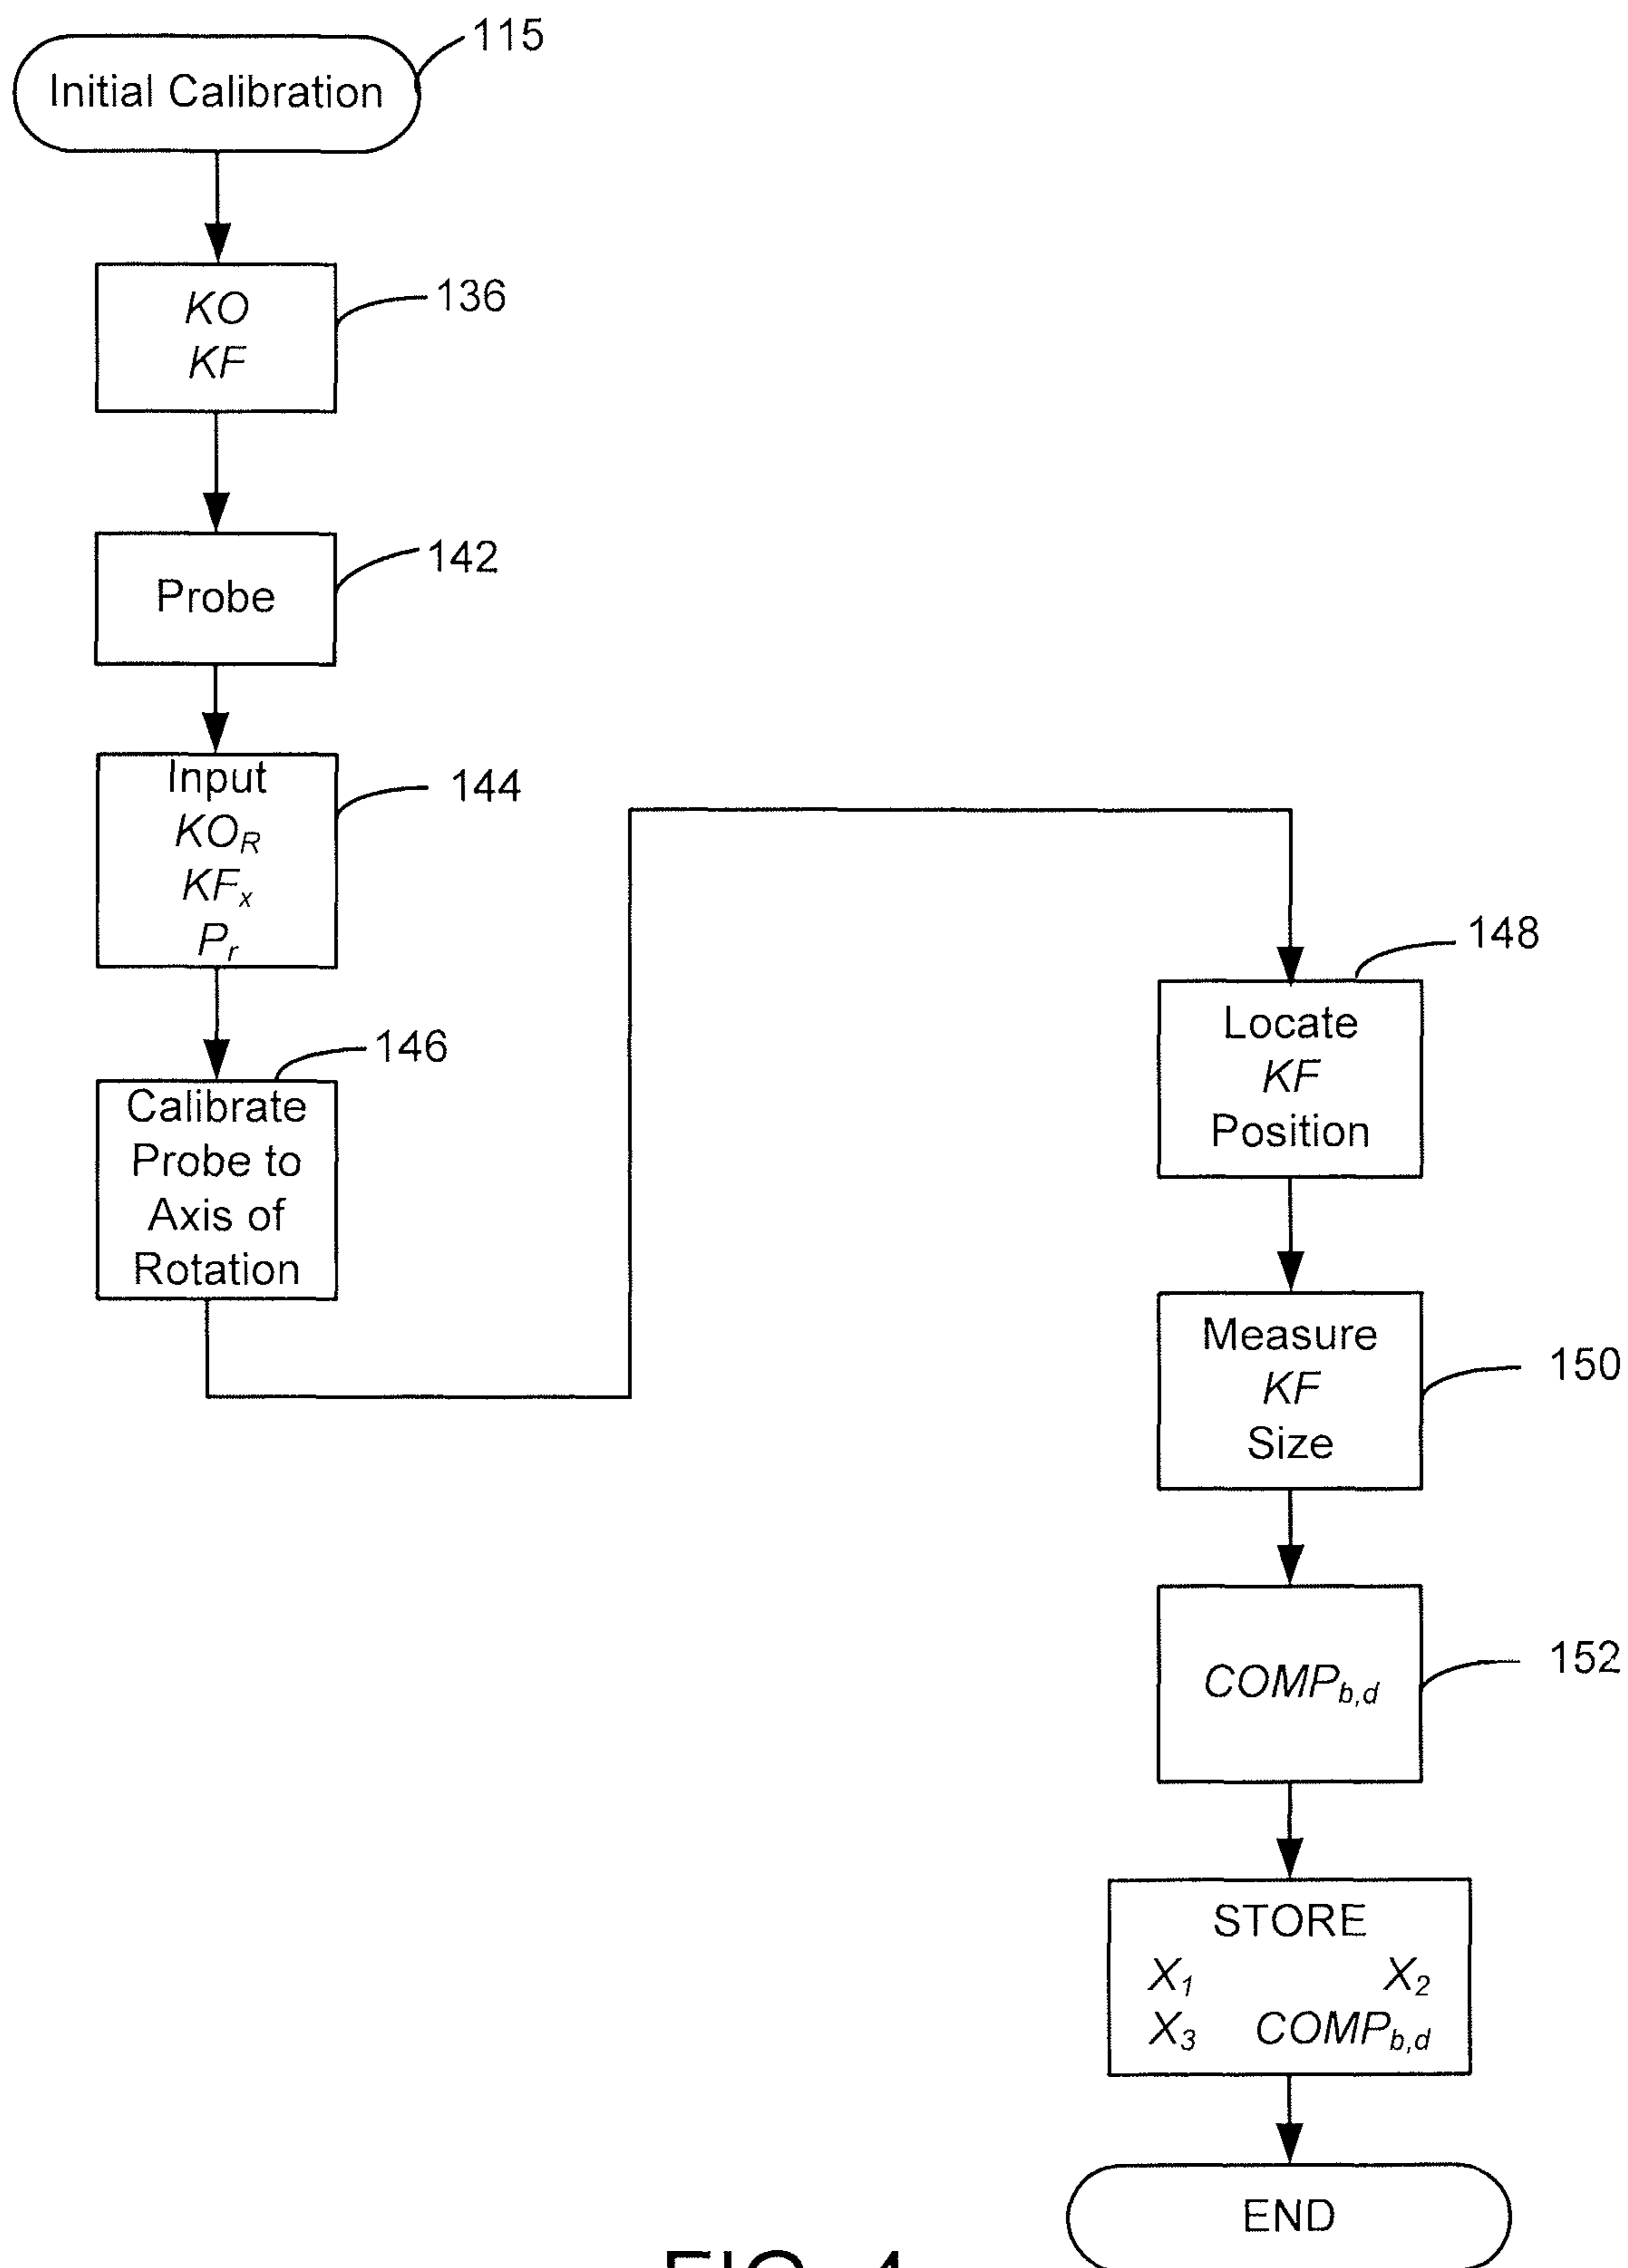 115
Initial Calibration
KO
KF
136
Probe
142
Input
KO_R
KF_x
P_r
144
146
Calibrate
Probe to
Axis of
Rotation
148
Locate
KF
Position
Measure
KF
Size
150
COMP_b,d
152
STORE
X_1 X_2
X_3 COMP_b,d
END